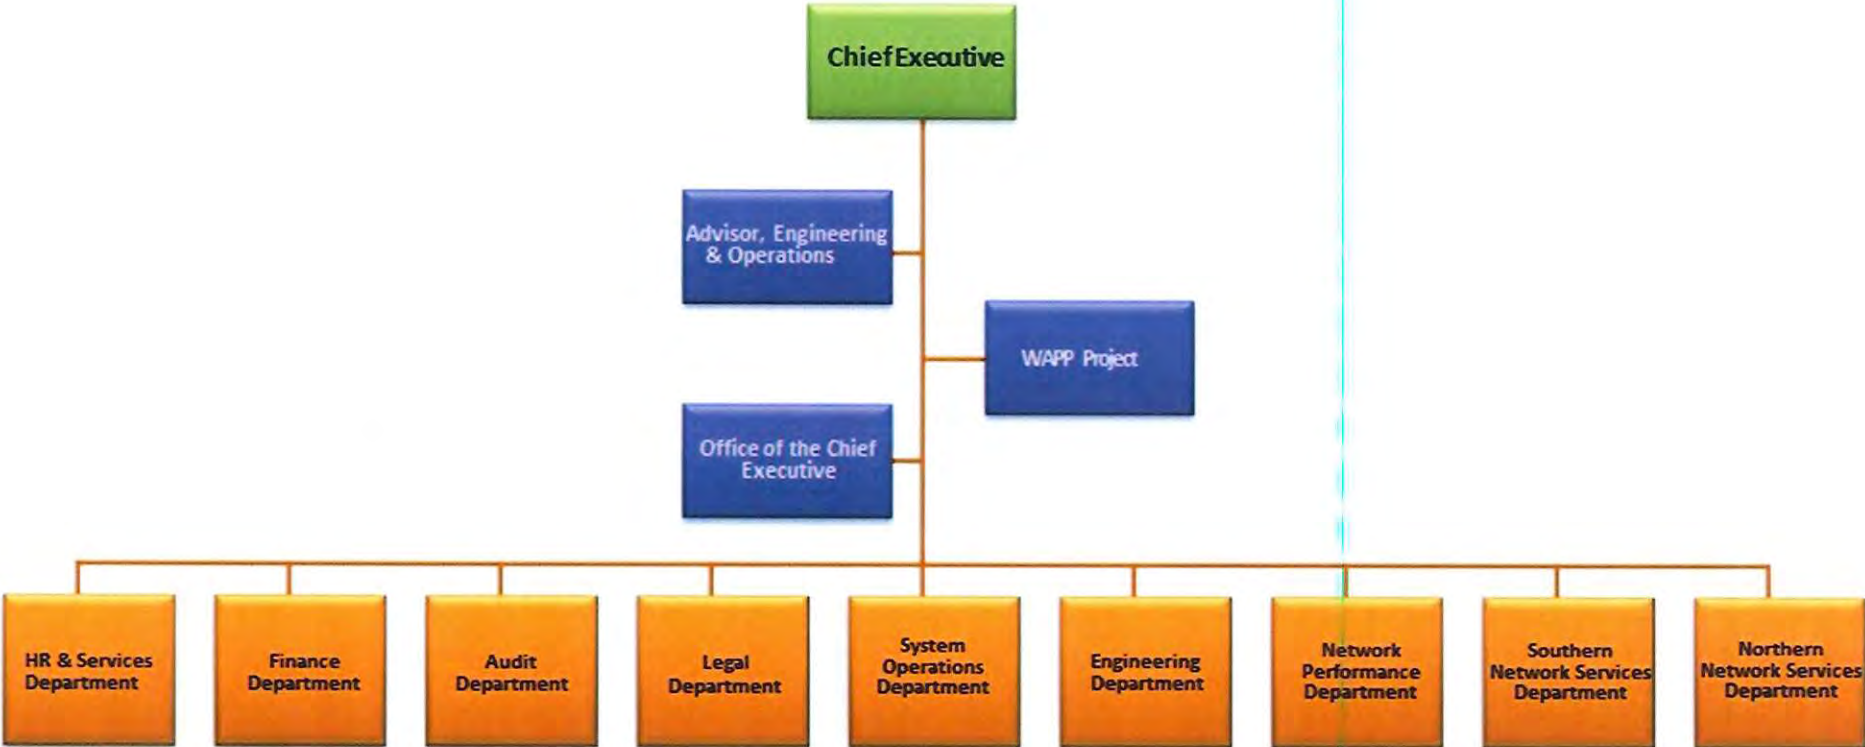 Chief Executive
Advisor, Engineering
& Operations
WAPP Project
Office of the Chief
Executive
HR & Services
Department
Finance
Department
Audit
Department
Legal
Department
System
Operations
Department
Engineering
Department
Network
Performance
Department
Southern
Network Services
Department
Northern
Network Services
Department